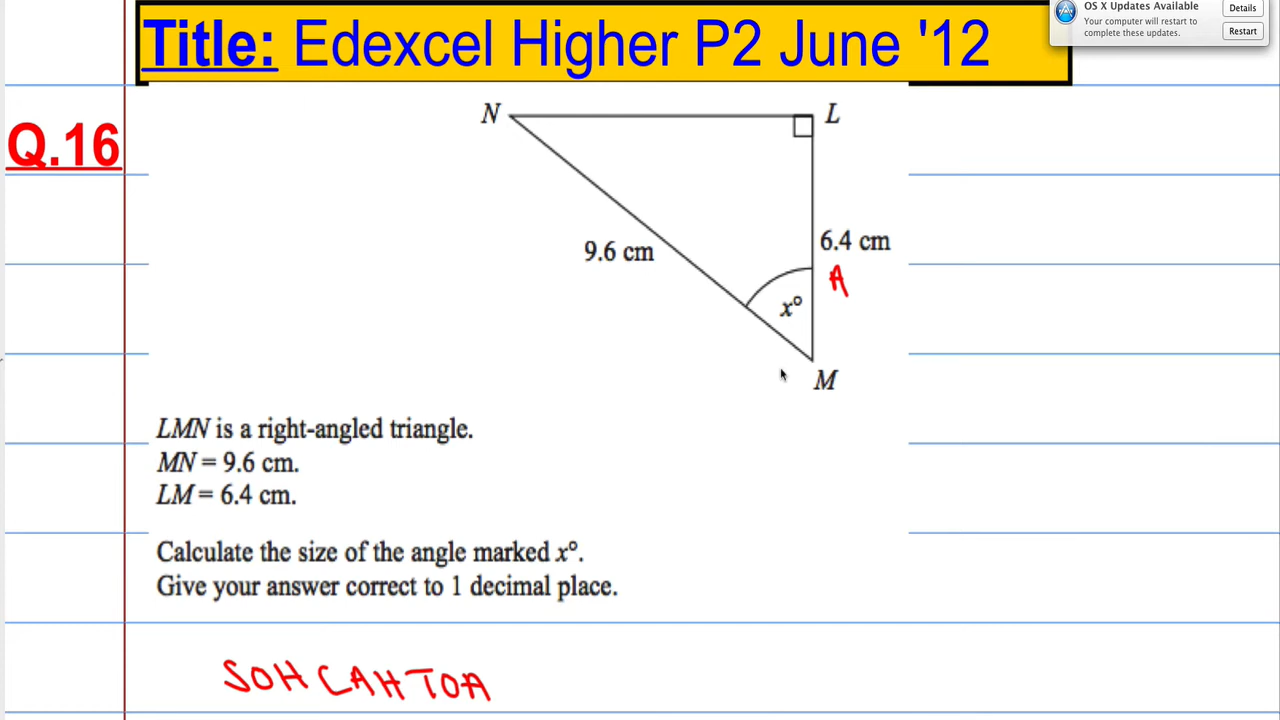 Title: Edexcel Higher P2 June '12
OS X Updates Available
Your computer will restart to
complete these updates.
Details
Restart
Q.16
N
L
9.6 cm
6.4 cm
A
x°
M
LMN is a right-angled triangle.
MN = 9.6 cm.
LM = 6.4 cm.
Calculate the size of the angle marked x°.
Give your answer correct to 1 decimal place.
SOH CAH TOA